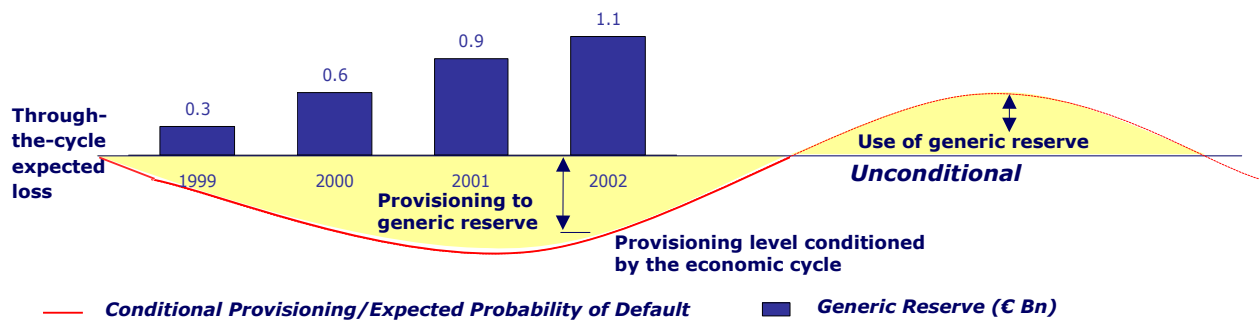 1.1
0.9
0.6
0.3
Through-
the-cycle
expected
loss
Use of generic reserve
1999
2000
2001
2002
Unconditional
Provisioning to
generic reserve
Provisioning level conditioned
by the economic cycle
Conditional Provisioning/Expected Probability of Default
Generic Reserve (€ Bn)